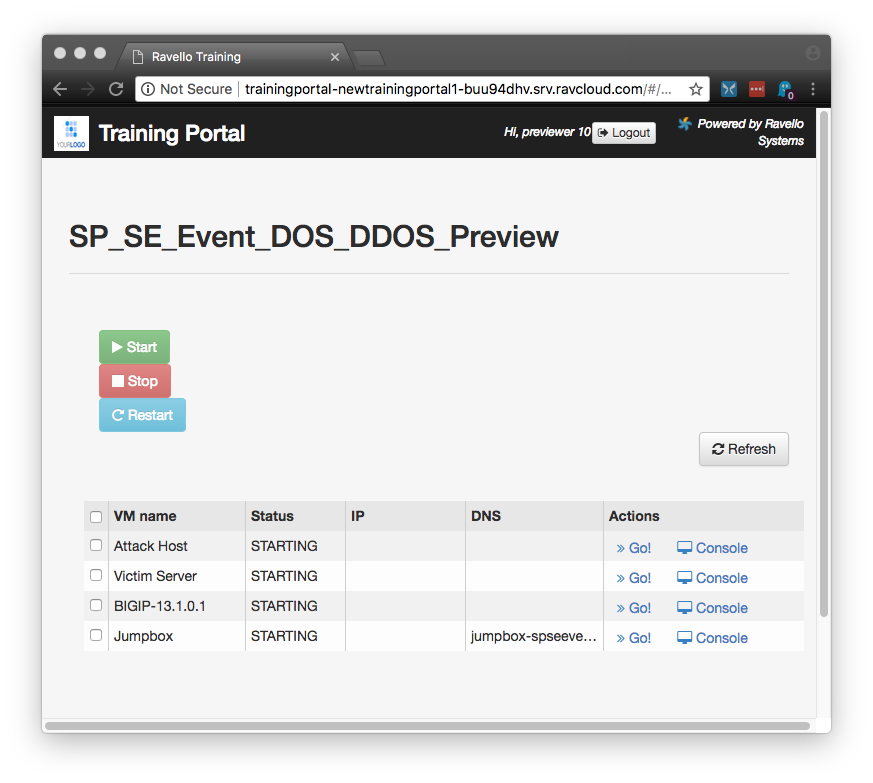 Ravello Training
Not Secure trainingportal-newtrainingportal1-buu94dhv.srv.ravcloud.com/#/...
0
YOURLOGO
Training Portal
Hi, previewer 10 Logout
Powered by Ravello
Systems
SP_SE_Event_DOS_DDOS_Preview
Start
Stop
Restart
Refresh
VM name Status IP DNS Actions
Attack Host STARTING » Go! Console
Victim Server STARTING » Go! Console
BIGIP-13.1.0.1 STARTING » Go! Console
Jumpbox STARTING jumpbox-spseeve... » Go! Console